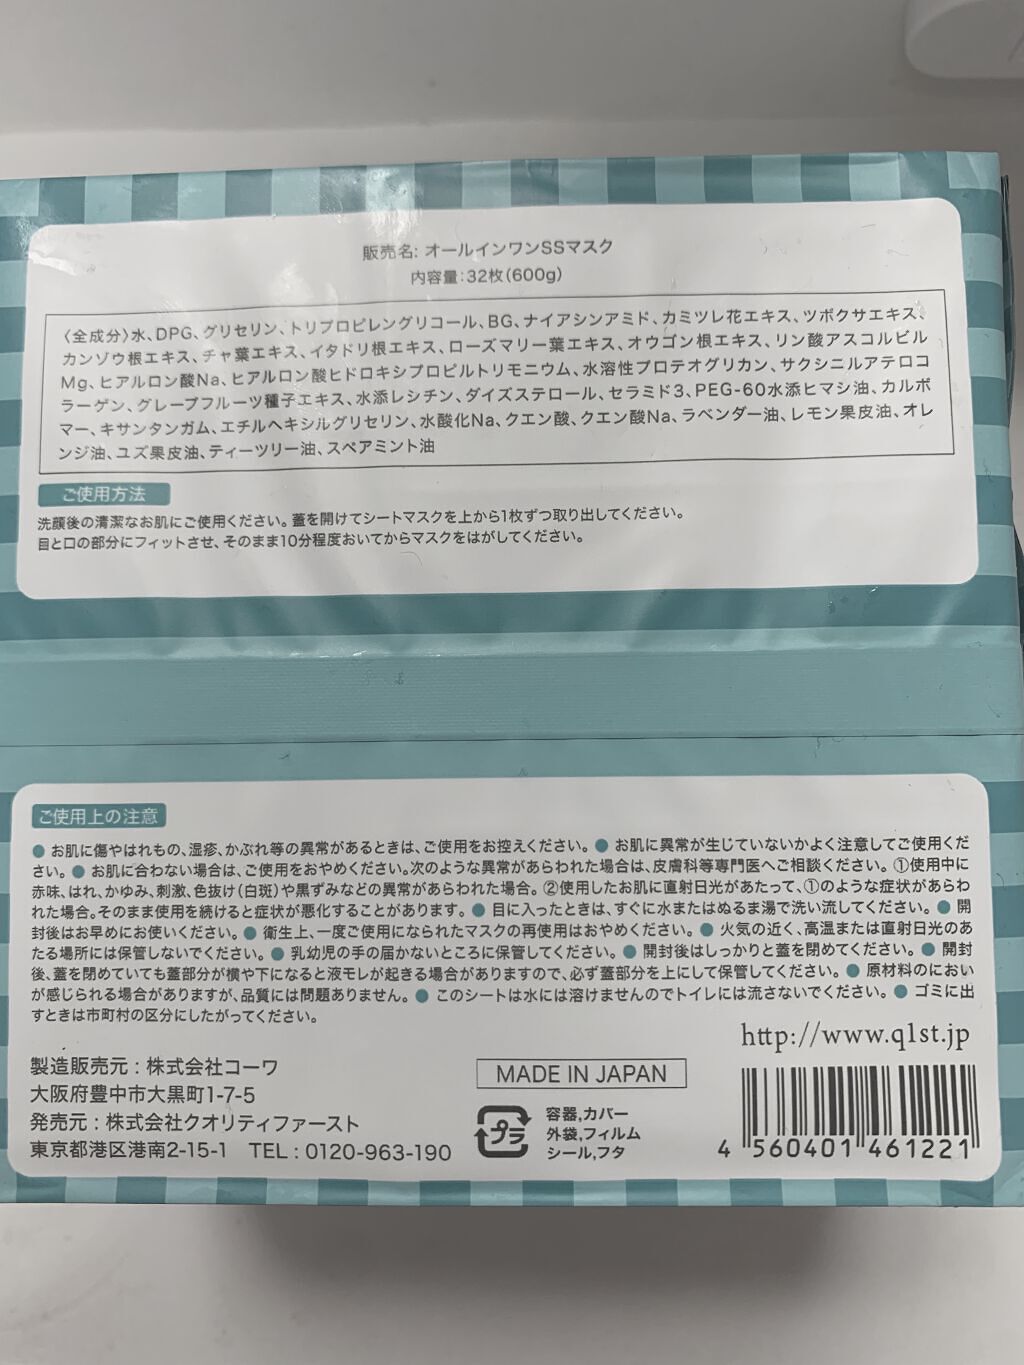 販売名: オールインワンSSマスク
内容量:32枚(600g)
〈全成分〉水、DPG、グリセリン、トリプロピレングリコール、BG、ナイアシンアミド、カミツレ花エキス、ツボクサエキス、
カンゾウ根エキス、チャ葉エキス、イタドリ根エキス、ローズマリー葉エキス、オウゴン根エキス、リン酸アスコルビル
Mg、ヒアルロン酸Na、ヒアルロン酸ヒドロキシプロピルトリモニウム、水溶性プロテオグリカン、サクシニルアテロコ
ラーゲン、グレープフルーツ種子エキス、水添レシチン、ダイズステロール、セラミド3、PEG-60水添ヒマシ油、カルボ
マー、キサンタンガム、エチルヘキシルグリセリン、水酸化Na、クエン酸、クエン酸Na、ラベンダー油、レモン果皮油、オレ
ンジ油、ユズ果皮油、ティーツリー油、スペアミント油
ご使用方法
洗顔後の清潔なお肌にご使用ください。蓋を開けてシートマスクを上から1枚ずつ取り出してください。
目と口の部分にフィットさせ、そのまま10分程度おいてからマスクをはがしてください。
ご使用上の注意
● お肌に傷やはれもの、湿疹、かぶれ等の異常があるときは、ご使用をお控えください。● お肌に異常が生じていないかよく注意してご使用くだ
さい。● お肌に合わない場合は、ご使用をおやめください。次のような異常があらわれた場合は、皮膚科等専門医へご相談ください。①使用中に
赤味、はれ、かゆみ、刺激、色抜け(白斑)や黒ずみなどの異常があらわれた場合。②使用したお肌に直射日光があたって、①のような症状があらわ
れた場合。そのまま使用を続けると症状が悪化することがあります。● 目に入ったときは、すぐに水またはぬるま湯で洗い流してください。● 開
封後はお早めにお使いください。● 衛生上、一度ご使用になられたマスクの再使用はおやめください。● 火気の近く、高温または直射日光のあ
たる場所には保管しないでください。● 乳幼児の手の届かないところに保管してください。● 開封後はしっかりと蓋を閉めてください。● 開封
後、蓋を閉めていても蓋部分が横や下になると液モレが起きる場合がありますので、必ず蓋部分を上にして保管してください。● 原材料のにおい
が感じられる場合がありますが、品質には問題ありません。● このシートは水には溶けませんのでトイレには流さないでください。● ゴミに出
すときは市町村の区分にしたがってください。
http://www.q1st.jp
製造販売元:株式会社コーワ
大阪府豊中市大黒町1-7-5
発売元:株式会社クオリティファースト
東京都港区港南2-15-1 TEL:0120-963-190
MADE IN JAPAN
プラ
容器,カバー
外袋,フィルム
シール,フタ
4 560401 461221